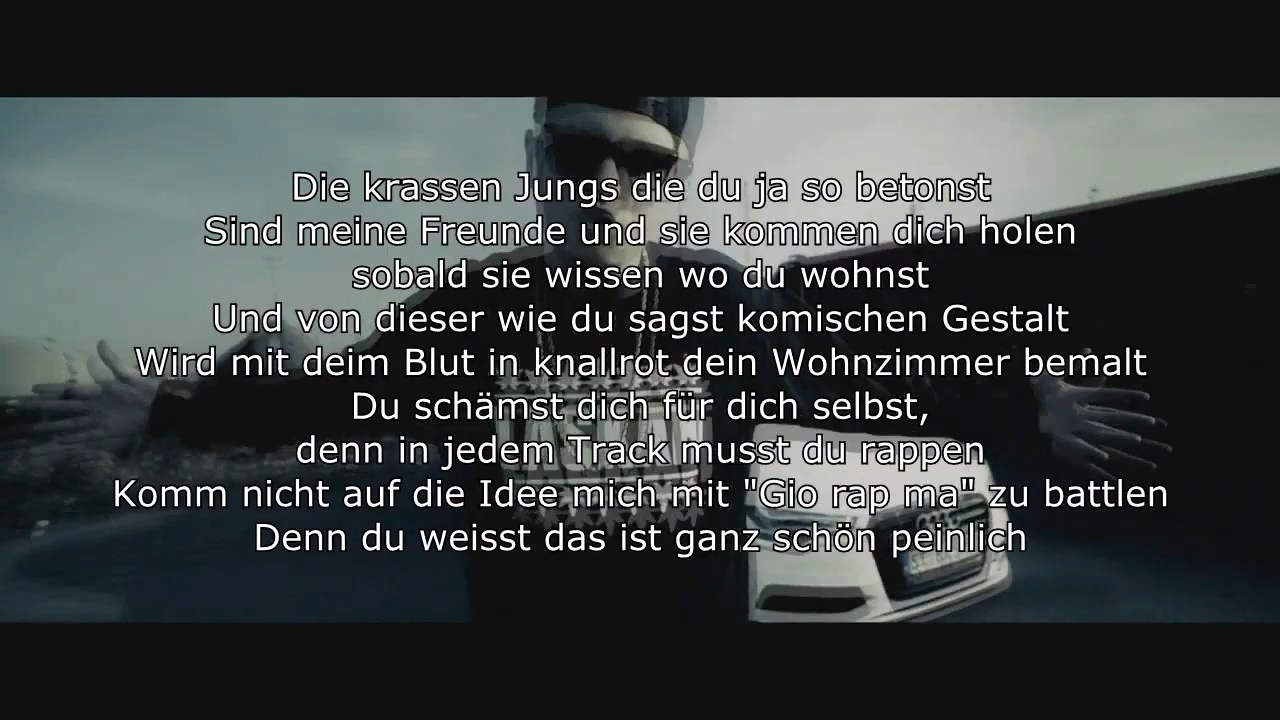 Die krassen Jungs die du ja so betonst
Sind meine Freunde und sie kommen dich holen
sobald sie wissen wo du wohnst
Und von dieser wie du sagst komischen Gestalt
Wird mit deim Blut in knallrot dein Wohnzimmer bemalt
Du schämst dich für dich selbst,
denn in jedem Track musst du rappen
Komm nicht auf die Idee mich mit "Gio rap ma" zu battlen
Denn du weisst das ist ganz schön peinlich